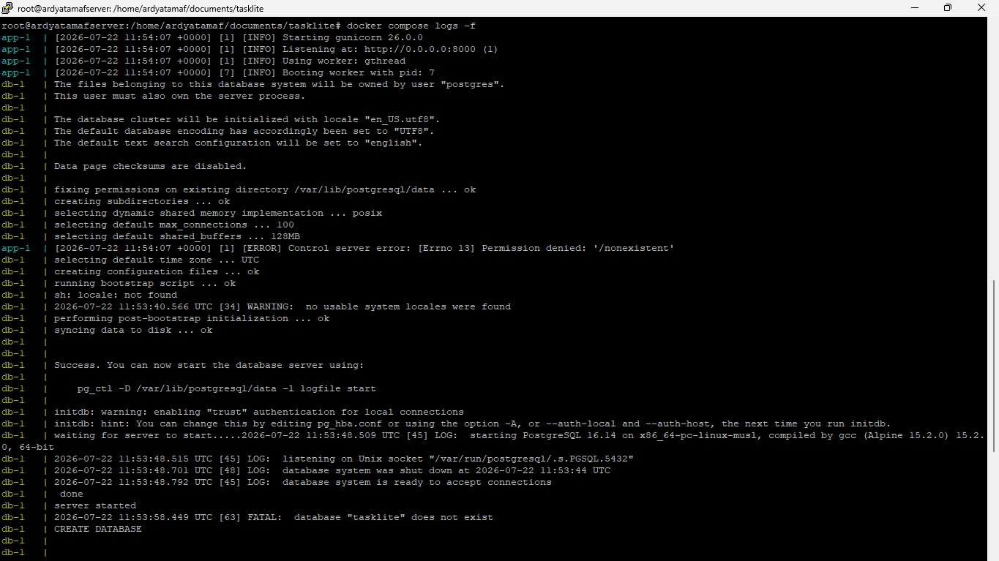 root@ardyatamafserver: /home/ardyatamaf/documents/tasklite
root@ardyatamafserver:/home/ardyatamaf/documents/tasklite# docker compose logs -f
app-1  | [2026-07-22 11:54:07 +0000] [1] [INFO] Starting gunicorn 26.0.0
app-1  | [2026-07-22 11:54:07 +0000] [1] [INFO] Listening at: http://0.0.0.0:8000 (1)
app-1  | [2026-07-22 11:54:07 +0000] [1] [INFO] Using worker: gthread
app-1  | [2026-07-22 11:54:07 +0000] [7] [INFO] Booting worker with pid: 7
db-1   | The files belonging to this database system will be owned by user "postgres".
db-1   | This user must also own the server process.
db-1   |
db-1   | The database cluster will be initialized with locale "en_US.utf8".
db-1   | The default database encoding has accordingly been set to "UTF8".
db-1   | The default text search configuration will be set to "english".
db-1   |
db-1   | Data page checksums are disabled.
db-1   |
db-1   | fixing permissions on existing directory /var/lib/postgresql/data ... ok
db-1   | creating subdirectories ... ok
db-1   | selecting dynamic shared memory implementation ... posix
db-1   | selecting default max_connections ... 100
db-1   | selecting default shared_buffers ... 128MB
app-1  | [2026-07-22 11:54:07 +0000] [1] [ERROR] Control server error: [Errno 13] Permission denied: '/nonexistent'
db-1   | selecting default time zone ... UTC
db-1   | creating configuration files ... ok
db-1   | running bootstrap script ... ok
db-1   | sh: locale: not found
db-1   | 2026-07-22 11:53:40.566 UTC [34] WARNING:  no usable system locales were found
db-1   | performing post-bootstrap initialization ... ok
db-1   | syncing data to disk ... ok
db-1   |
db-1   |
db-1   | Success. You can now start the database server using:
db-1   |
db-1   |     pg_ctl -D /var/lib/postgresql/data -l logfile start
db-1   |
db-1   | initdb: warning: enabling "trust" authentication for local connections
db-1   | initdb: hint: You can change this by editing pg_hba.conf or using the option -A, or --auth-local and --auth-host, the next time you run initdb.
db-1   | waiting for server to start.....2026-07-22 11:53:48.509 UTC [45] LOG:  starting PostgreSQL 16.14 on x86_64-pc-linux-musl, compiled by gcc (Alpine 15.2.0) 15.2.
0, 64-bit
db-1   | 2026-07-22 11:53:48.515 UTC [45] LOG:  listening on Unix socket "/var/run/postgresql/.s.PGSQL.5432"
db-1   | 2026-07-22 11:53:48.701 UTC [48] LOG:  database system was shut down at 2026-07-22 11:53:44 UTC
db-1   | 2026-07-22 11:53:48.792 UTC [45] LOG:  database system is ready to accept connections
db-1   |  done
db-1   | server started
db-1   | 2026-07-22 11:53:58.449 UTC [63] FATAL:  database "tasklite" does not exist
db-1   | CREATE DATABASE
db-1   |
db-1   |